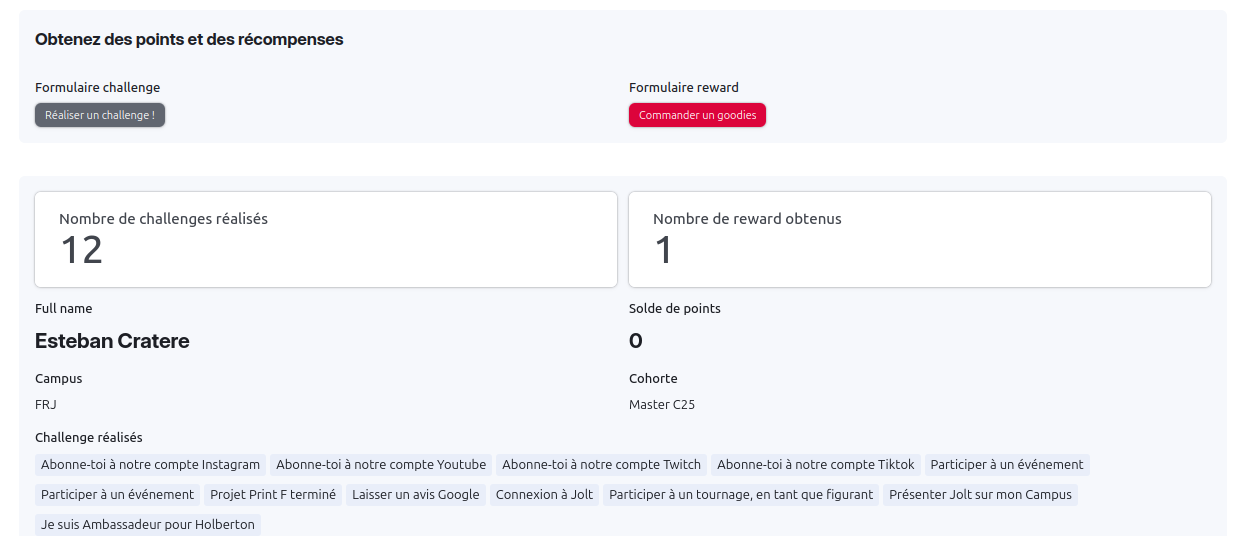 Obtenez des points et des récompenses
Formulaire challenge
Formulaire reward
Réaliser un challenge !
Commander un goodies
Nombre de challenges réalisés
12
Nombre de reward obtenus
1
Full name
Solde de points
Esteban Cratere
0
Campus
Cohorte
FRJ
Master C25
Challenge réalisés
Abonne-toi à notre compte Instagram Abonne-toi à notre compte Youtube Abonne-toi à notre compte Twitch Abonne-toi à notre compte Tiktok Participer à un événement
Participer à un événement Projet Print F terminé Laisser un avis Google Connexion à Jolt Participer à un tournage, en tant que figurant Présenter Jolt sur mon Campus
Je suis Ambassadeur pour Holberton